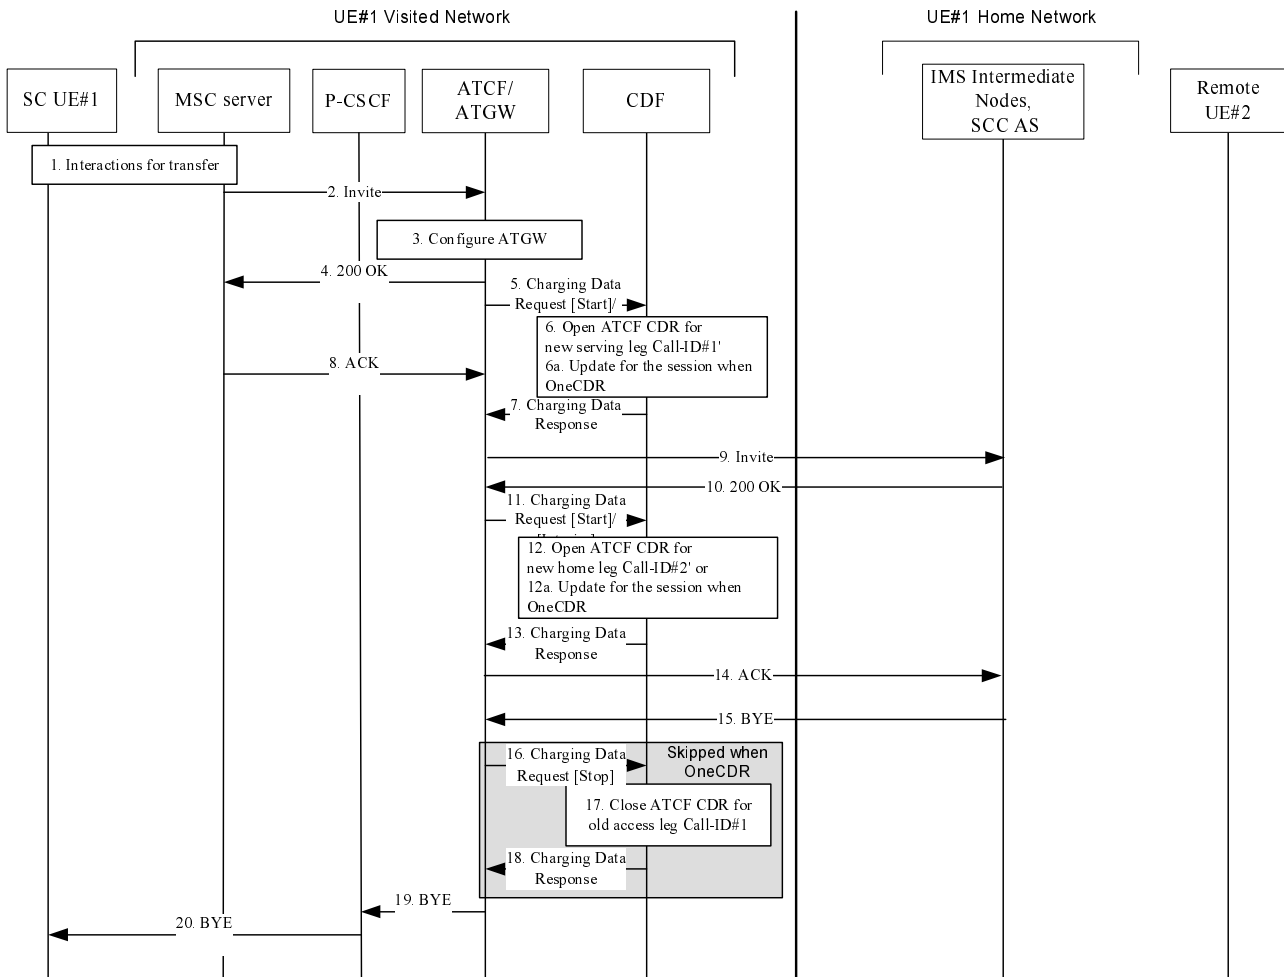 UE#1 Visited Network
UE#1 Home Network
SC UE#1
MSC server
P-CSCF
ATCF/
ATGW
CDF
IMS Intermediate
Nodes,
SCC AS
Remote
UE#2
1. Interactions for transfer
2. Invite
3. Configure ATGW
4. 200 OK
5. Charging Data
Request [Start]/
6. Open ATCF CDR for
new serving leg Call-ID#1'
6a. Update for the session when
OneCDR
8. ACK
7. Charging Data
Response
9. Invite
10. 200 OK
11. Charging Data
Request [Start]/
12. Open ATCF CDR for
new home leg Call-ID#2' or
12a. Update for the session when
OneCDR
13. Charging Data
Response
14. ACK
15. BYE
16. Charging Data
Request [Stop]
Skipped when
OneCDR
17. Close ATCF CDR for
old access leg Call-ID#1
18. Charging Data
Response
19. BYE
20. BYE